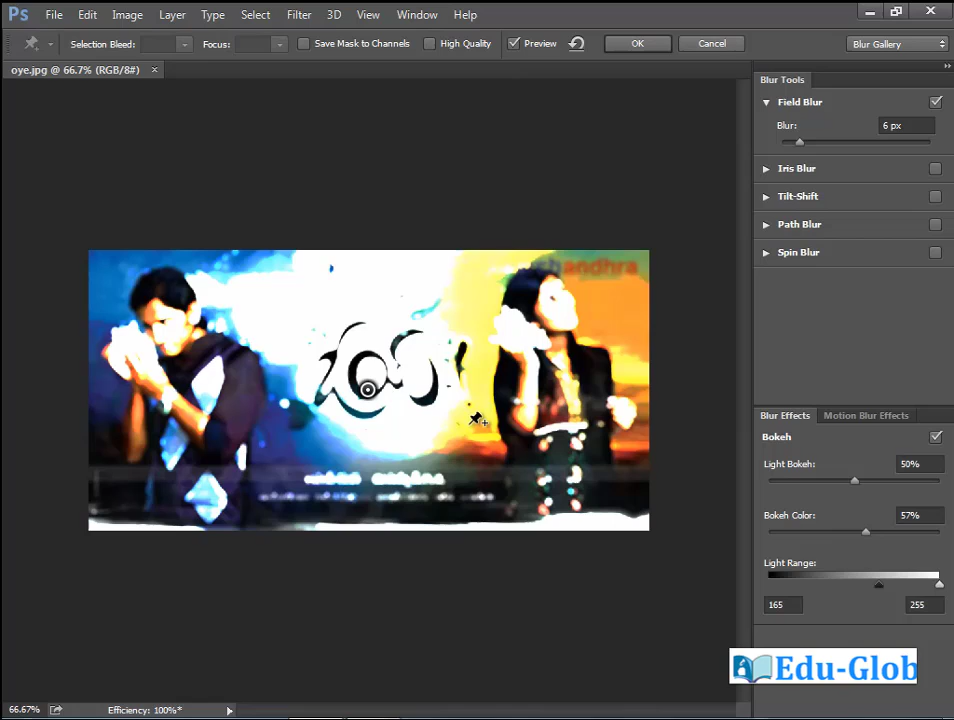 Ps File Edit Image Layer Type Select Filter 3D View Window Help
Selection Bleed: Focus: Save Mask to Channels High Quality Preview OK Cancel Blur Gallery
oye.jpg @ 66.7% (RGB/8#) ×
Blur Tools
Field Blur
Blur: 6 px
Iris Blur
Tilt-Shift
Path Blur
Spin Blur
Blur Effects Motion Blur Effects
Bokeh
Light Bokeh: 50%
Bokeh Color: 57%
Light Range:
165 255
Edu-Glob
66.67% Efficiency: 100%*